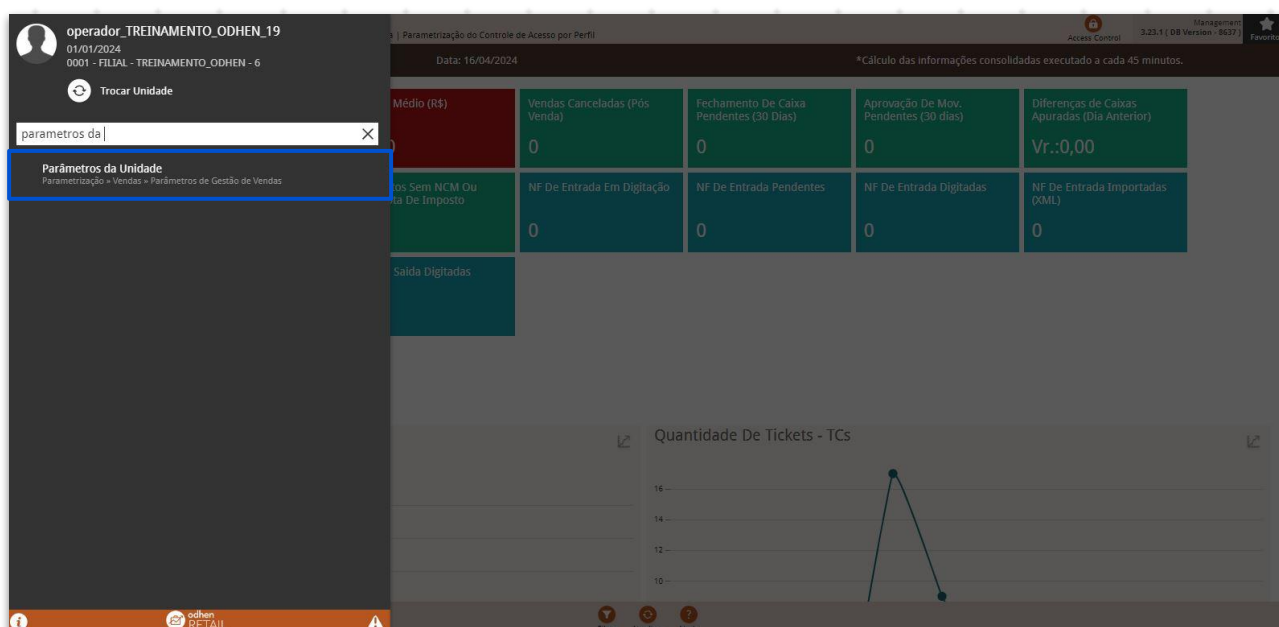 operador_TREINAMENTO_ODHEN_19
01/01/2024
0001 - FILIAL - TREINAMENTO_ODHEN - 6
Trocar Unidade
parametros da
Parâmetros da Unidade
Parametrização » Vendas » Parâmetros de Gestão de Vendas
| Parametrização do Controle de Acesso por Perfil
Access Control
Management
3.23.1 ( DB Version - 8637 )
Favorito
Data: 16/04/2024
*Cálculo das informações consolidadas executado a cada 45 minutos.
Médio (R$)
Vendas Canceladas (Pós Venda)
0
Fechamento De Caixa Pendentes (30 Dias)
0
Aprovação De Mov. Pendentes (30 dias)
0
Diferenças de Caixas Apuradas (Dia Anterior)
Vr.:0,00
Sem NCM Ou
De Imposto
NF De Entrada Em Digitação
0
NF De Entrada Pendentes
0
NF De Entrada Digitadas
0
NF De Entrada Importadas (XML)
0
Saida Digitadas
Quantidade De Tickets - TCs
16
14
12
10
odhen
RETAIL